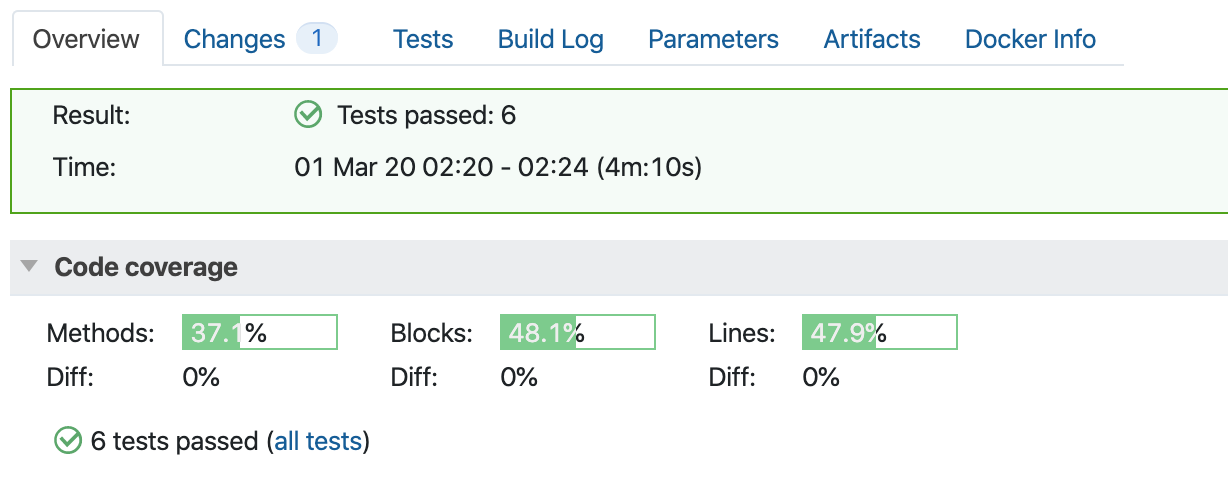 Overview Changes 1 Tests Build Log Parameters Artifacts Docker Info
Result: Tests passed: 6
Time: 01 Mar 20 02:20 - 02:24 (4m:10s)
Code coverage
Methods: 37.1% Blocks: 48.1% Lines: 47.9%
Diff: 0% Diff: 0% Diff: 0%
6 tests passed (all tests)